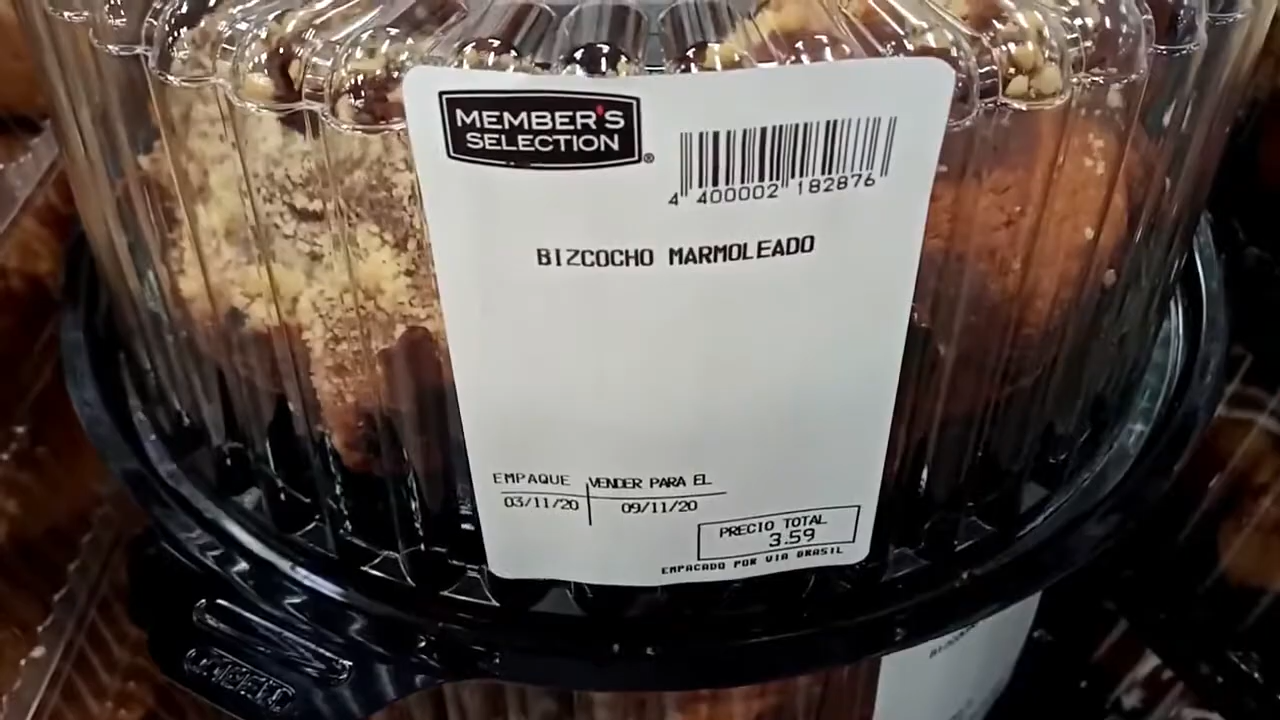 MEMBER'S
SELECTION
®
4 400002 182876
BIZCOCHO MARMOLEADO
EMPAQUE VENDER PARA EL
03/11/20 09/11/20
PRECIO TOTAL
3.59
EMPACADO POR VIA BRASIL